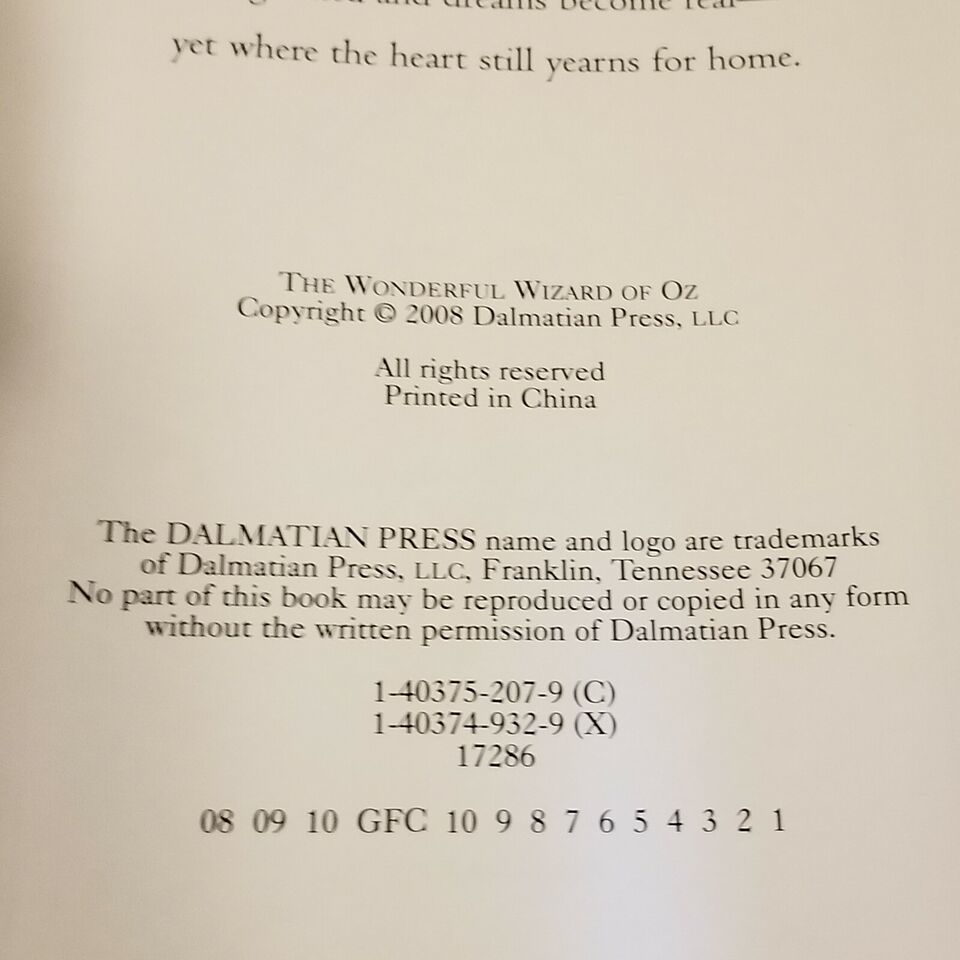 and dreams become real—
yet where the heart still yearns for home.
THE WONDERFUL WIZARD OF OZ
Copyright © 2008 Dalmatian Press, LLC
All rights reserved
Printed in China
The DALMATIAN PRESS name and logo are trademarks
of Dalmatian Press, LLC, Franklin, Tennessee 37067
No part of this book may be reproduced or copied in any form
without the written permission of Dalmatian Press.
1-40375-207-9 (C)
1-40374-932-9 (X)
17286
08 09 10 GFC 10 9 8 7 6 5 4 3 2 1